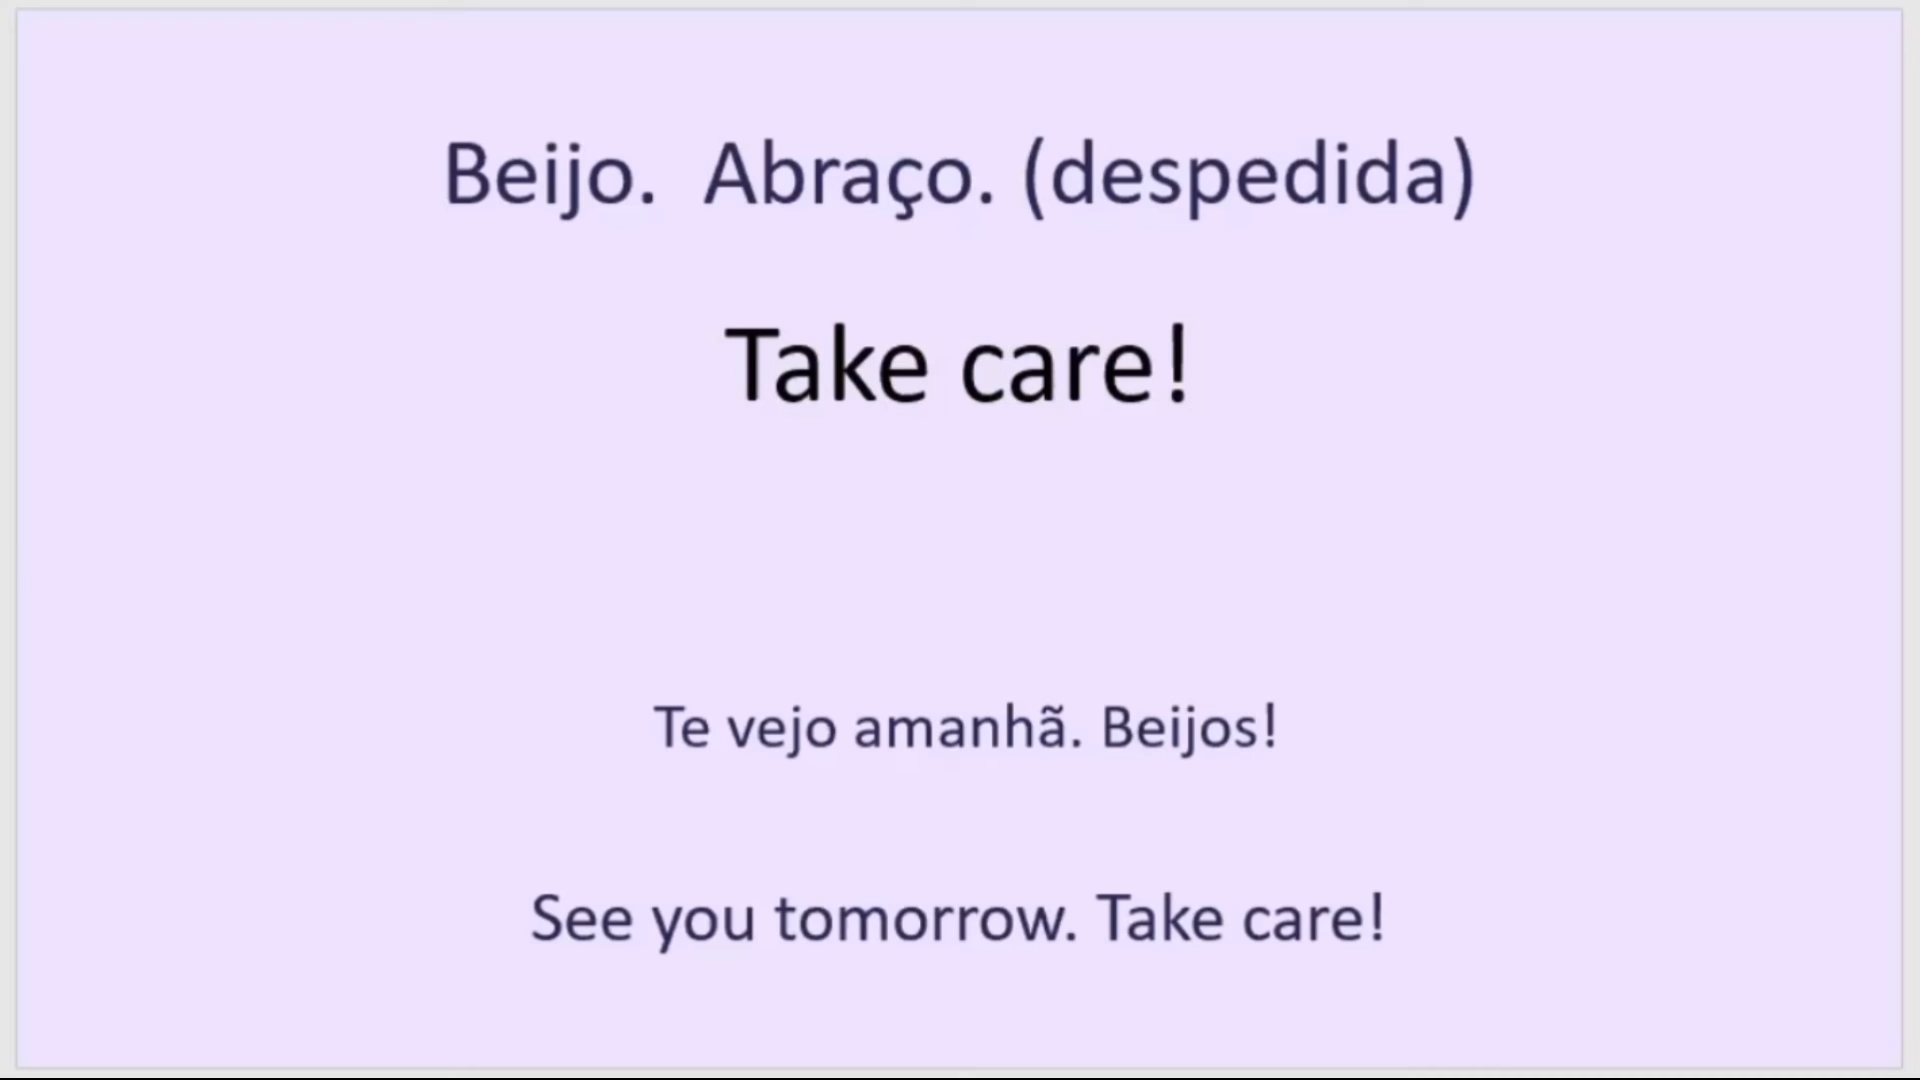 Beijo.  Abraço. (despedida)
Take care!
Te vejo amanhã. Beijos!
See you tomorrow. Take care!